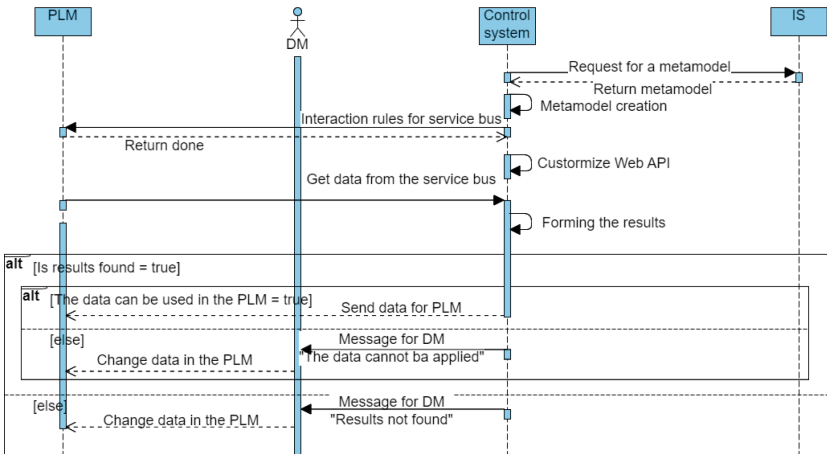 PLM
DM
Control
system
IS
Request for a metamodel
Return metamodel
Metamodel creation
Interaction rules for service bus
Return done
Custormize Web API
Get data from the service bus
Forming the results
alt [Is results found = true]
alt [The data can be used in the PLM = true]
Send data for PLM
[else]
Message for DM
"The data cannot ba applied"
Change data in the PLM
[else]
Message for DM
"Results not found"
Change data in the PLM